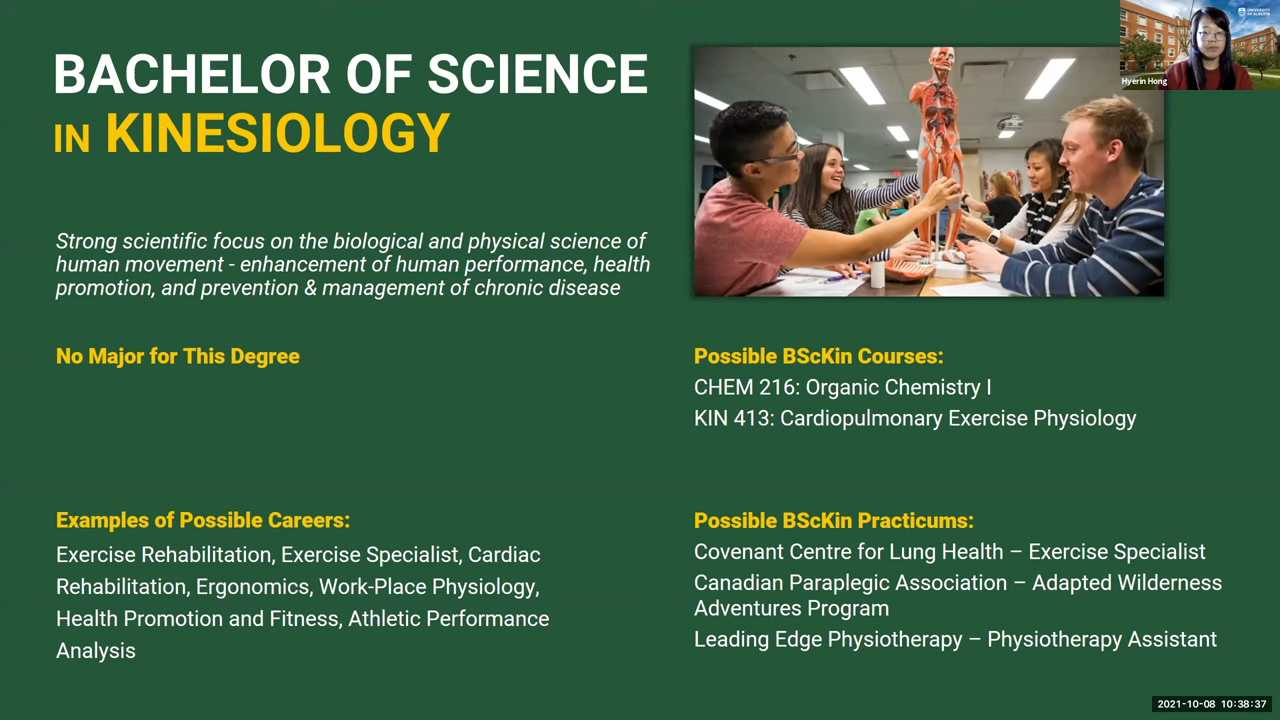 BACHELOR OF SCIENCE
IN KINESIOLOGY
Strong scientific focus on the biological and physical science of
human movement - enhancement of human performance, health
promotion, and prevention & management of chronic disease
No Major for This Degree
Examples of Possible Careers:
Exercise Rehabilitation, Exercise Specialist, Cardiac
Rehabilitation, Ergonomics, Work-Place Physiology,
Health Promotion and Fitness, Athletic Performance
Analysis
UNIVERSITY
OF ALBERTA
Hyerin Hong
Possible BScKin Courses:
CHEM 216: Organic Chemistry I
KIN 413: Cardiopulmonary Exercise Physiology
Possible BScKin Practicums:
Covenant Centre for Lung Health – Exercise Specialist
Canadian Paraplegic Association – Adapted Wilderness
Adventures Program
Leading Edge Physiotherapy – Physiotherapy Assistant
2021-10-08 10:38:37